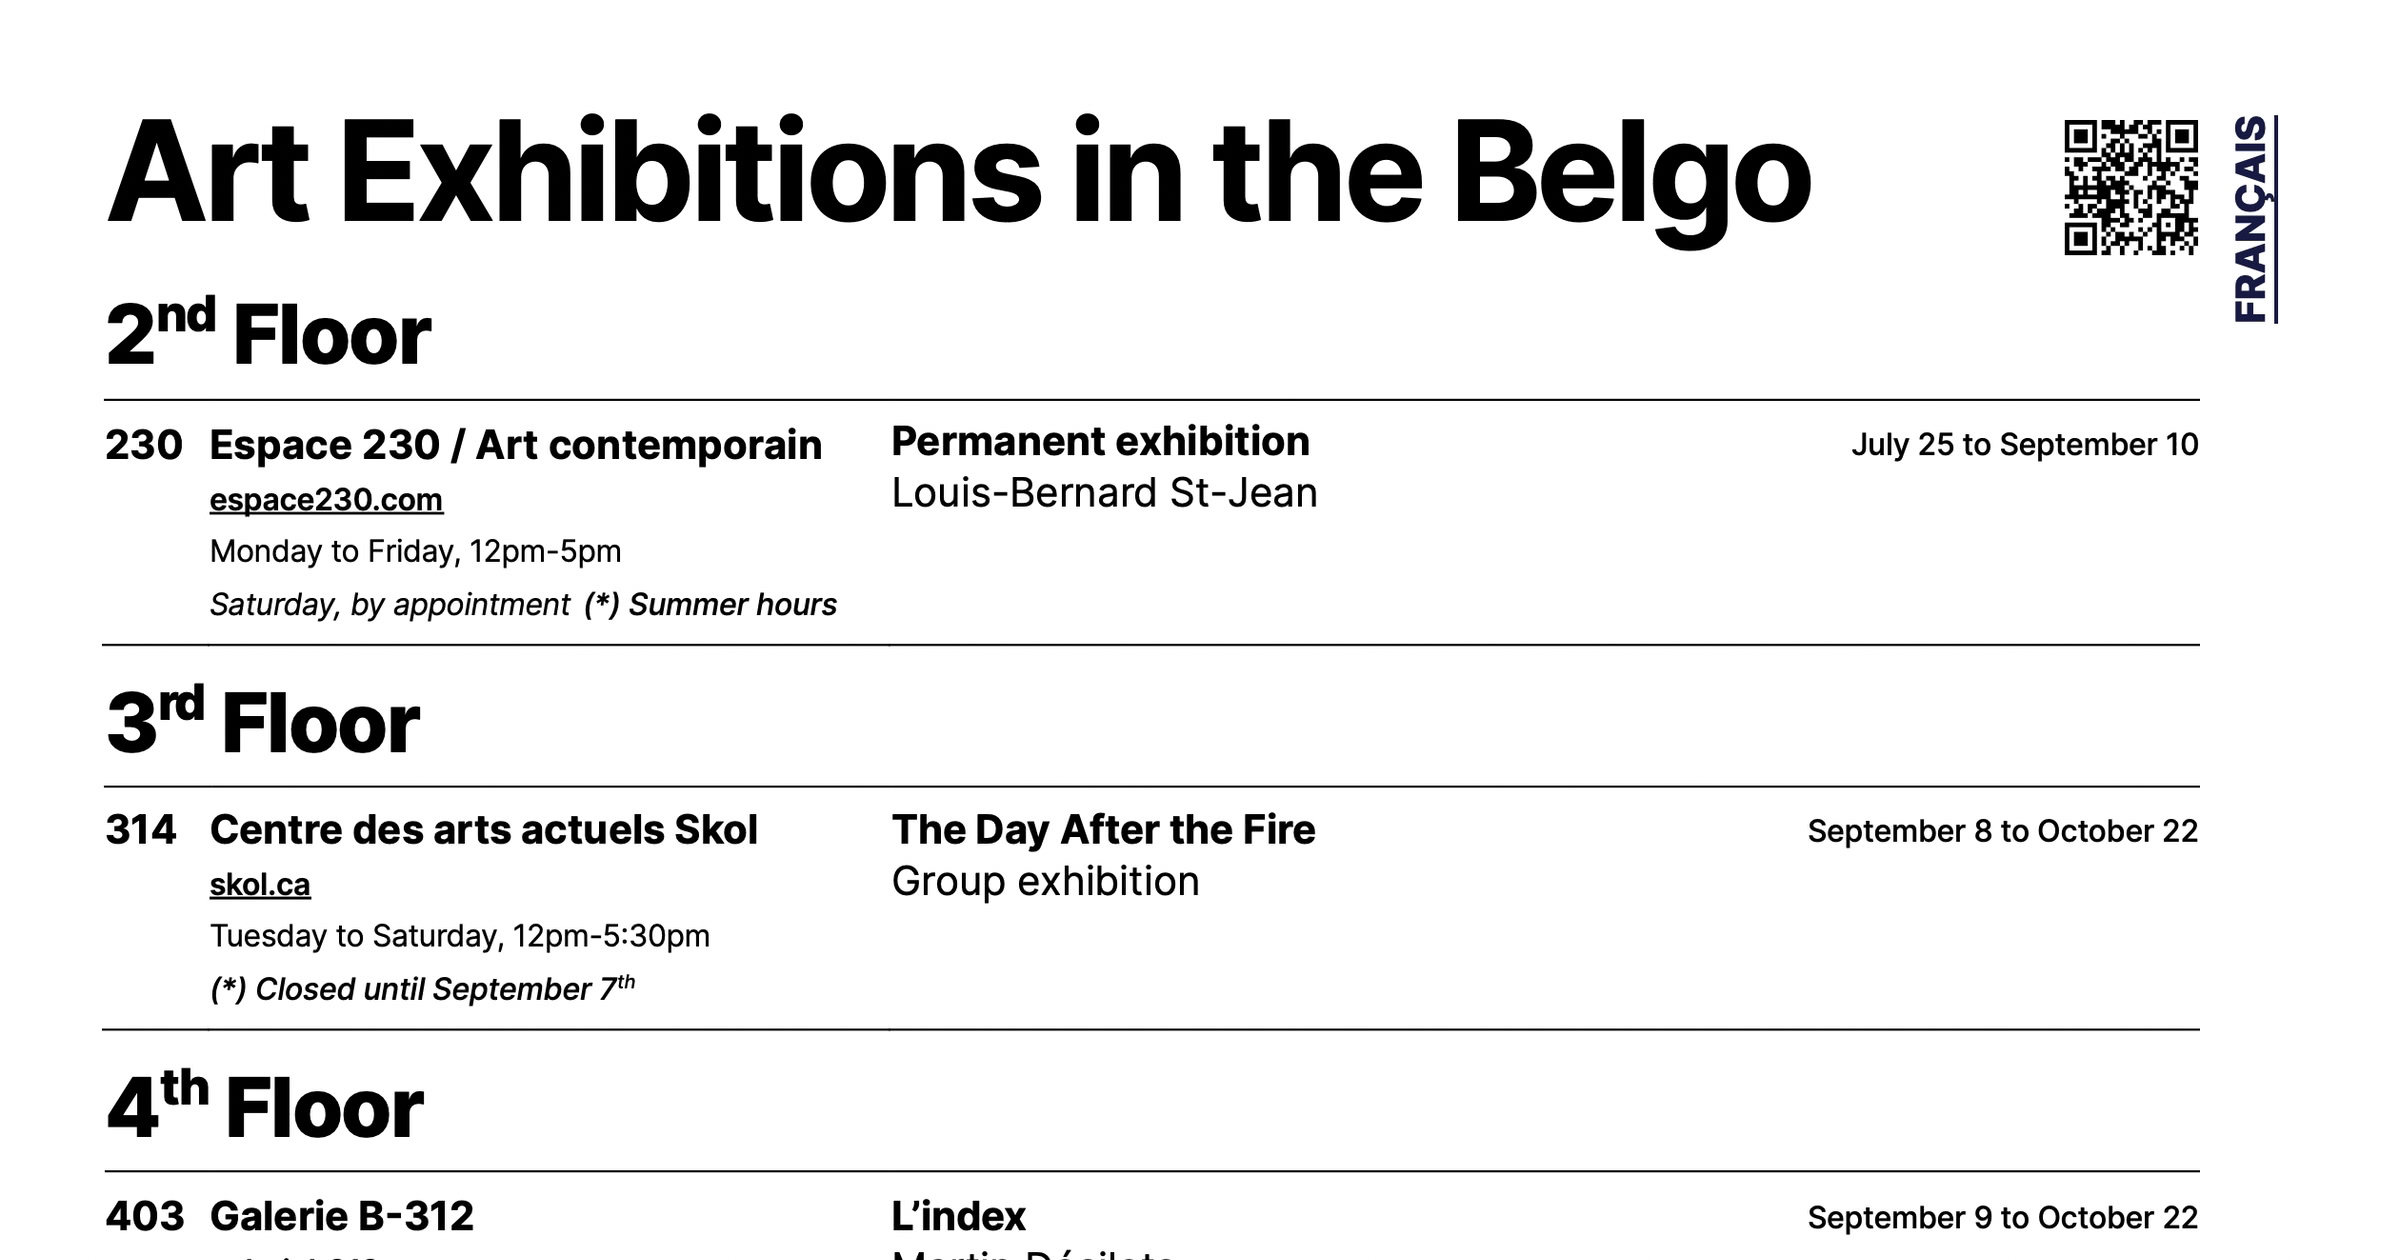 Art Exhibitions in the Belgo
FRANÇAIS
2nd Floor
230 Espace 230 / Art contemporain Permanent exhibition July 25 to September 10
espace230.com Louis-Bernard St-Jean
Monday to Friday, 12pm-5pm
Saturday, by appointment (*) Summer hours
3rd Floor
314 Centre des arts actuels Skol The Day After the Fire September 8 to October 22
skol.ca Group exhibition
Tuesday to Saturday, 12pm-5:30pm
(*) Closed until September 7th
4th Floor
403 Galerie B-312 L’index September 9 to October 22